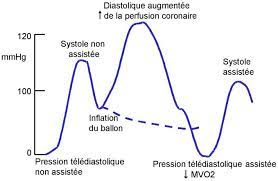 Diastolique augmentée
↑ de la perfusion coronaire
Systole non
assistée
120
mmHg
Systole
assistée
100
Inflation
du ballon
0
Pression télédiastolique
non assistée
Pression télédiastolique assistée
↓ MVO2